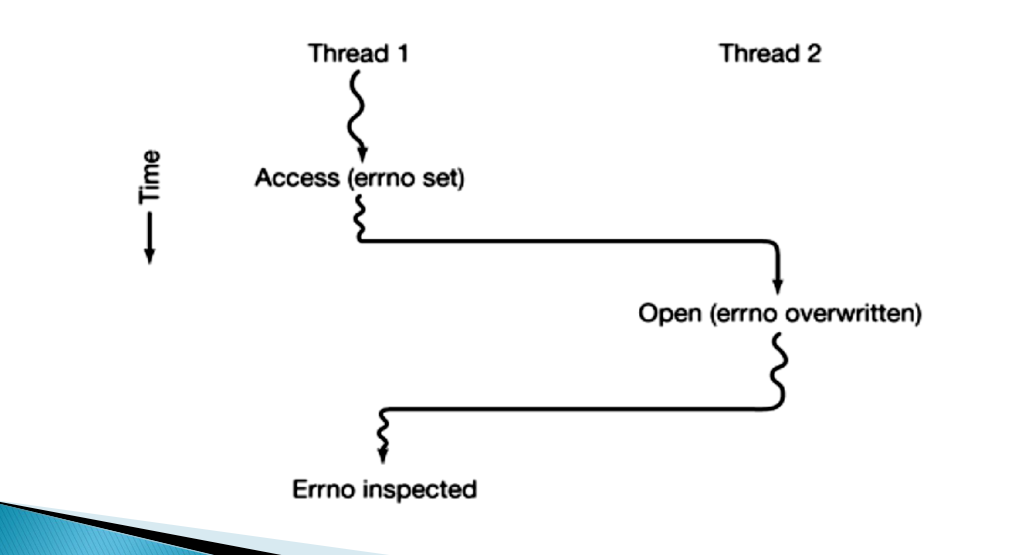 Thread 1
Thread 2
Time
Access (errno set)
Open (errno overwritten)
Errno inspected